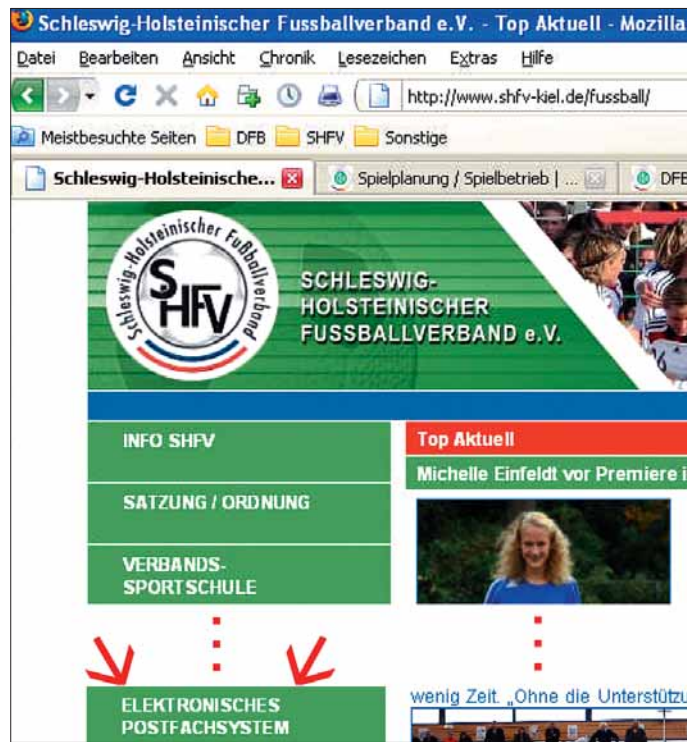 Schleswig-Holsteinischer Fussballverband e.V. - Top Aktuell - Mozilla
Datei Bearbeiten Ansicht Chronik Lesezeichen Extras Hilfe
http://www.shfv-kiel.de/fussball/
Meistbesuchte Seiten DFB SHFV Sonstige
Schleswig-Holsteinische... Spielplanung / Spielbetrieb | ... DFB
Schleswig-Holsteinischer Fußballverband
SHFV
SCHLESWIG-
HOLSTEINISCHER
FUSSBALLVERBAND e.V.
16
INFO SHFV
SATZUNG / ORDNUNG
VERBANDS-
SPORTSCHULE
ELEKTRONISCHES
POSTFACHSYSTEM
Top Aktuell
Michelle Einfeldt vor Premiere i
wenig Zeit. „Ohne die Unterstützu